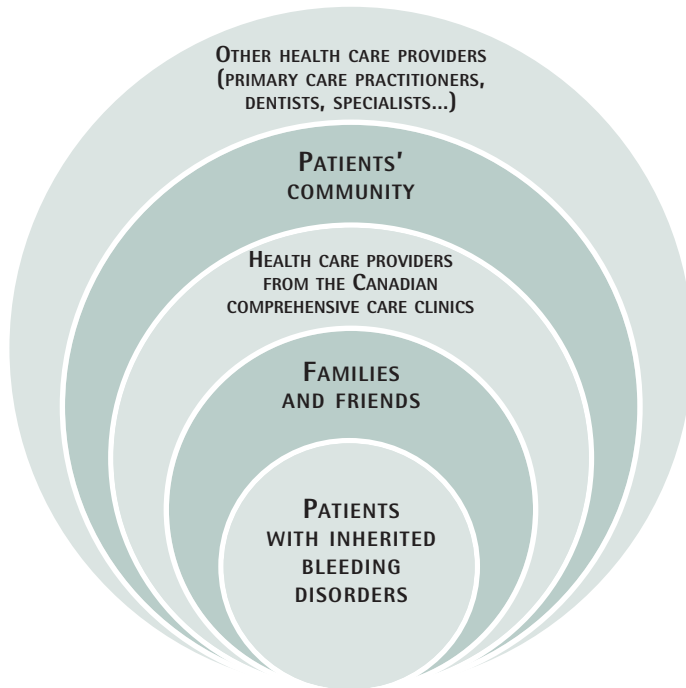 Other health care providers
(primary care practitioners,
dentists, specialists...)
Patients'
community
Health care providers
from the Canadian
comprehensive care clinics
Families
and friends
Patients
with inherited
bleeding
disorders